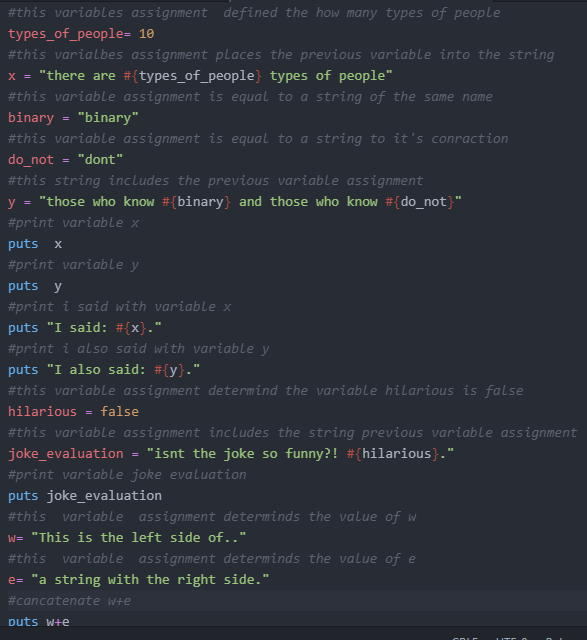 #this variables assignment  defined the how many types of people
types_of_people= 10
#this varialbes assignment places the previous variable into the string
x = "there are #{types_of_people} types of people"
#this variable assignment is equal to a string of the same name
binary = "binary"
#this variable assignment is equal to a string to it's conraction
do_not = "dont"
#this string includes the previous variable assignment
y = "those who know #{binary} and those who know #{do_not}"
#print variable x
puts  x
#print variable y
puts  y
#print i said with variable x
puts "I said: #{x}."
#print i also said with variable y
puts "I also said: #{y}."
#this variable assignment determind the variable hilarious is false
hilarious = false
#this variable assignment includes the string previous variable assignment
joke_evaluation = "isnt the joke so funny?! #{hilarious}."
#print variable joke evaluation
puts joke_evaluation
#this  variable  assignment determinds the value of w
w= "This is the left side of.."
#this  variable  assignment determinds the value of e
e= "a string with the right side."
#cancatenate w+e
puts w+e